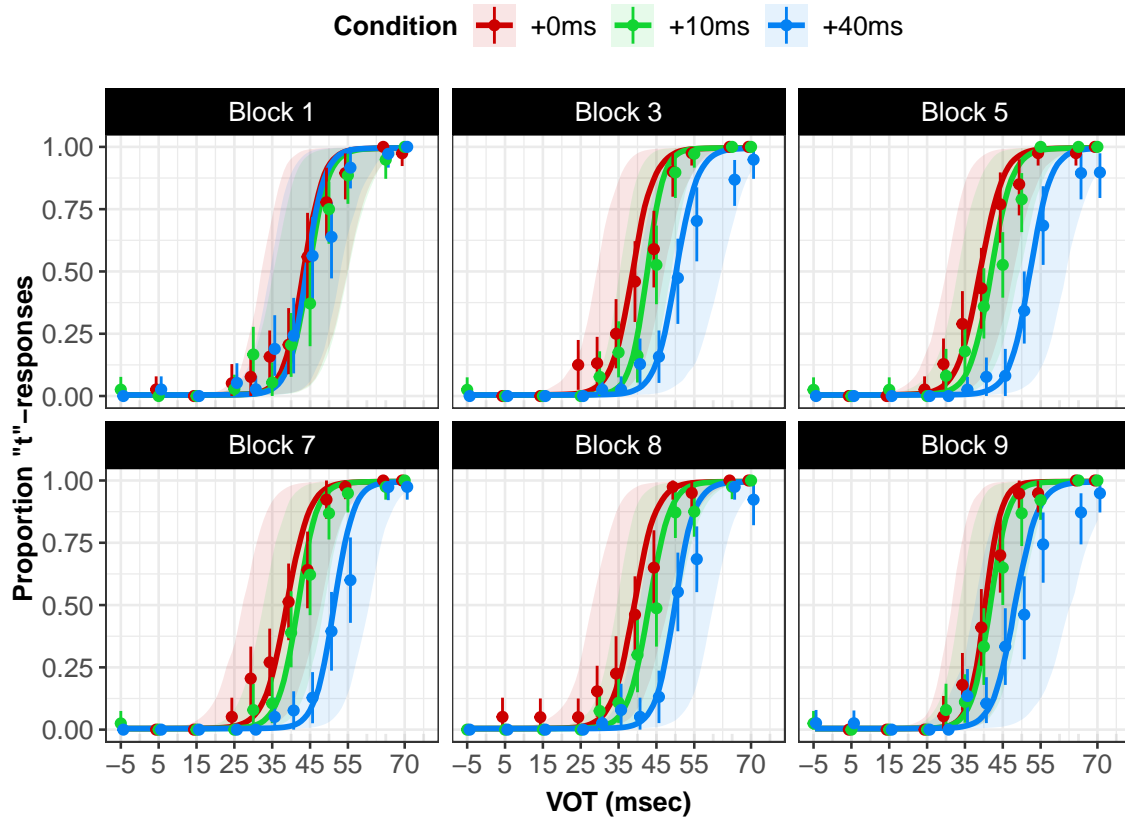 Condition +0ms +10ms +40ms
Block 1 Block 3 Block 5
Proportion "t"−responses
1.00
0.75
0.50
0.25
0.00
Block 7 Block 8 Block 9
1.00
0.75
0.50
0.25
0.00
−5 5 15 25 35 45 55 70 −5 5 15 25 35 45 55 70 −5 5 15 25 35 45 55 70
VOT (msec)